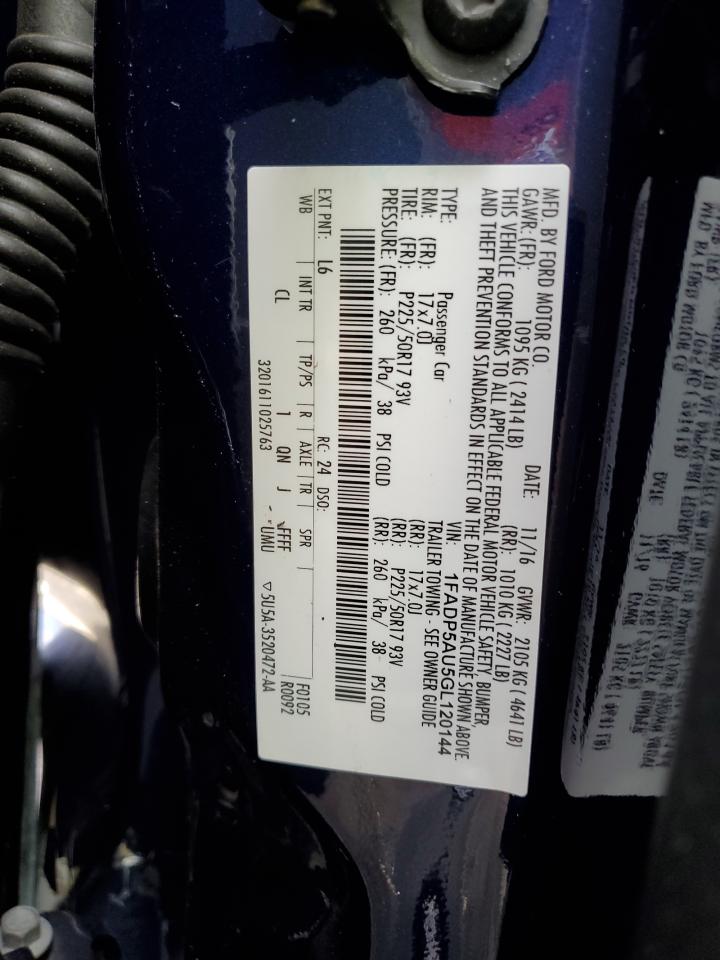 MFD. BY FORD MOTOR CO.
DATE: 11/16 GVWR: 2105 KG ( 4641 LB)
GAWR: (FR): 1095 KG ( 2414 LB) (RR): 1010 KG ( 2227 LB)
THIS VEHICLE CONFORMS TO ALL APPLICABLE FEDERAL MOTOR VEHICLE SAFETY, BUMPER,
AND THEFT PREVENTION STANDARDS IN EFFECT ON THE DATE OF MANUFACTURE SHOWN ABOVE.
VIN: 1FADP5AU5GL120144
TYPE: Passenger Car TRAILER TOWING - SEE OWNER GUIDE
RIM: (FR): 17x7.0J (RR): 17x7.0J
TIRE: (FR): P225/50R17 93V (RR): P225/50R17 93V
PRESSURE: (FR): 260 kPa/ 38 PSI COLD (RR): 260 kPa/ 38 PSI COLD
EXT PNT: L6 RC: 24 DSO:
WB INT TR TP/PS R AXLE TR SPR F0105
CL 1 QN J FFFF R0092
3201611025763 UMU ▽5U5A-3520472-AA